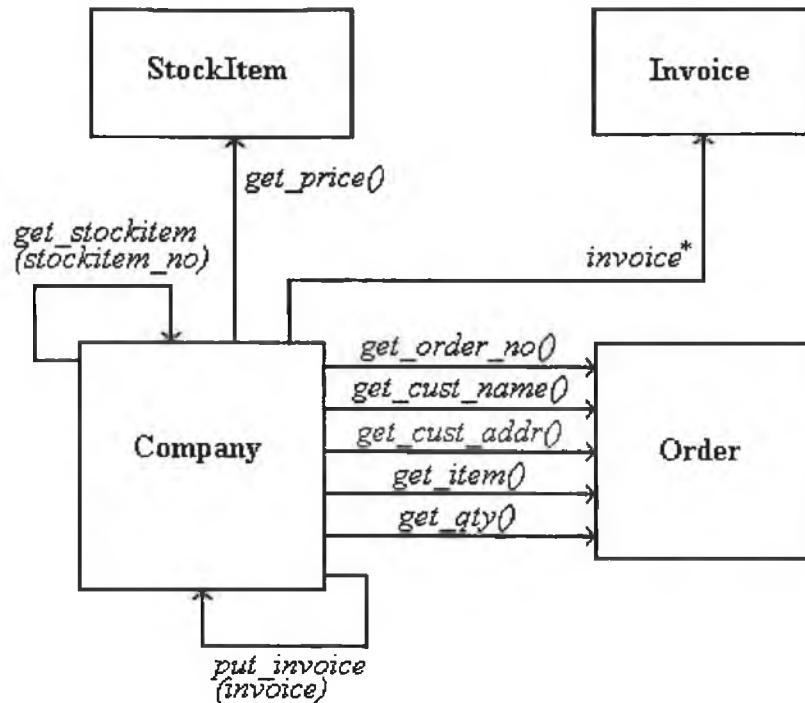 StockItem
Invoice
get_price()
get_stockitem
(stockitem_no)
invoice*
get_order_no()
get_cust_name()
get_cust_addr()
get_item()
get_qty()
Company
Order
put_invoice
(invoice)